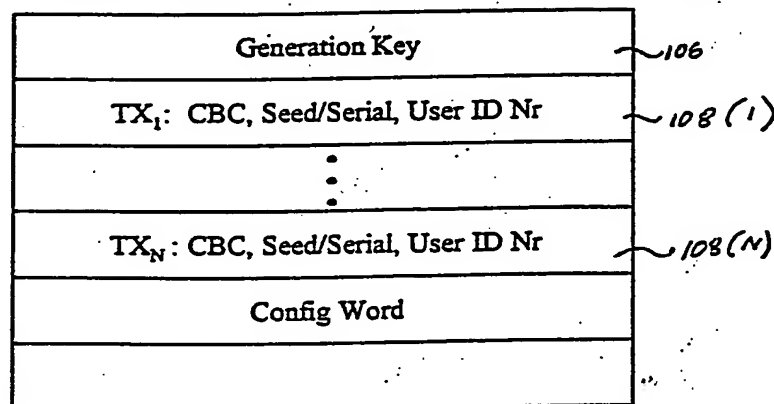 Generation Key 106
TX₁: CBC, Seed/Serial, User ID Nr 108 (1)
TX_N: CBC, Seed/Serial, User ID Nr 108 (N)
Config Word